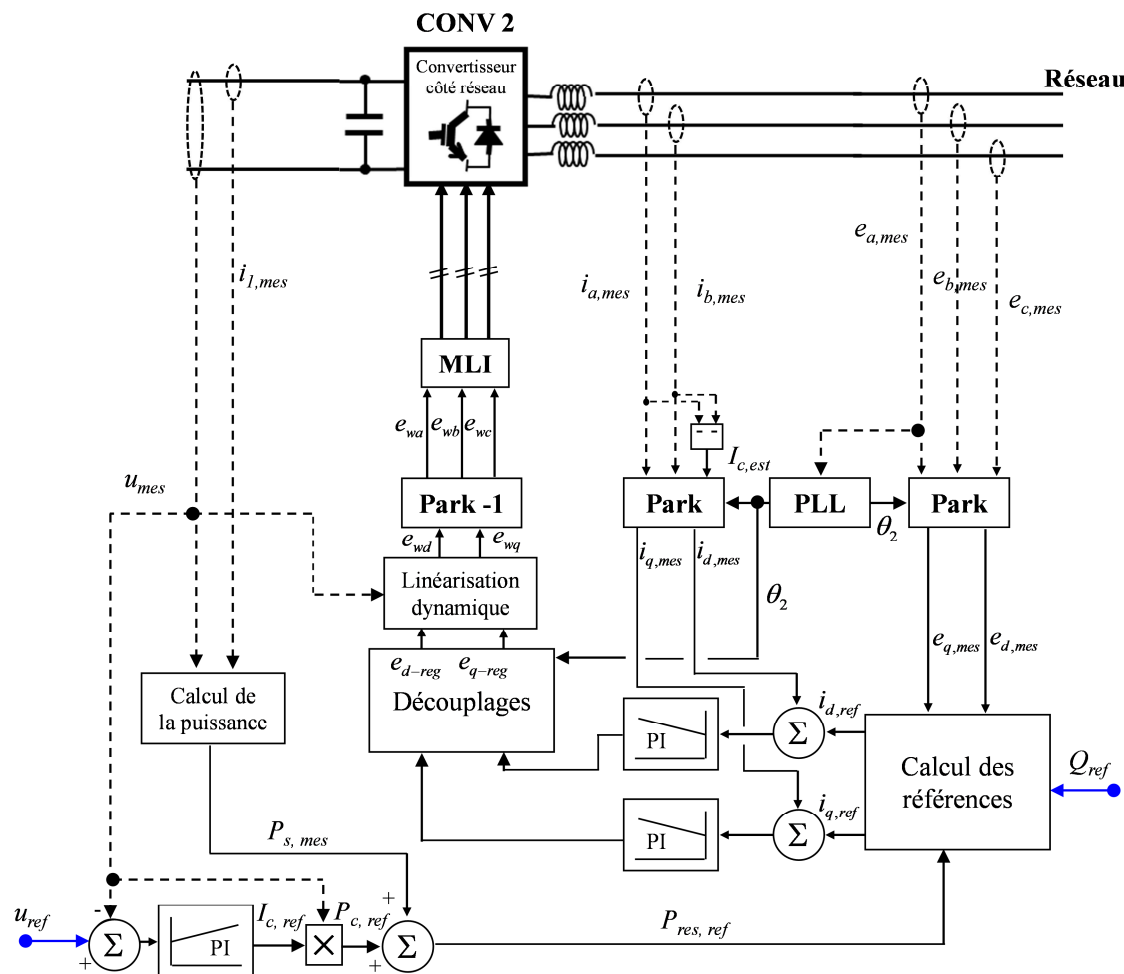 CONV 2
Convertisseur
côté réseau
Réseau
i1,mes
ia,mes
ib,mes
ea,mes
eb,mes
ec,mes
MLI
ewa
ewb
ewc
Ic,est
umes
Park -1
Park
PLL
Park
θ2
ewd
ewq
iq,mes
id,mes
Linéarisation
dynamique
θ2
ed−reg
eq−reg
Découplages
eq,mes
ed,mes
Calcul de
la puissance
PI
Σ
id,ref
Calcul des
références
Qref
PI
Σ
iq,ref
Ps, mes
uref
-
+
Σ
PI
Ic, ref
×
Pc, ref
+
+
Σ
Pres, ref